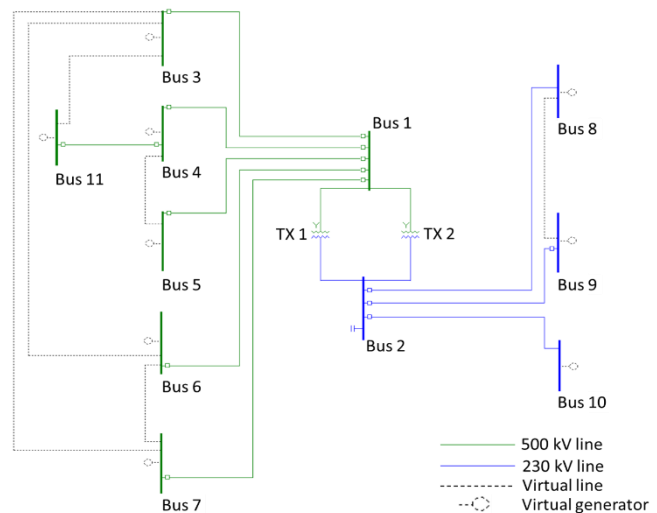 Bus 3
Bus 1
Bus 8
Bus 4
Bus 11
Bus 5
TX 1
TX 2
Bus 9
Bus 2
Bus 6
Bus 10
500 kV line
230 kV line
Virtual line
Virtual generator
Bus 7